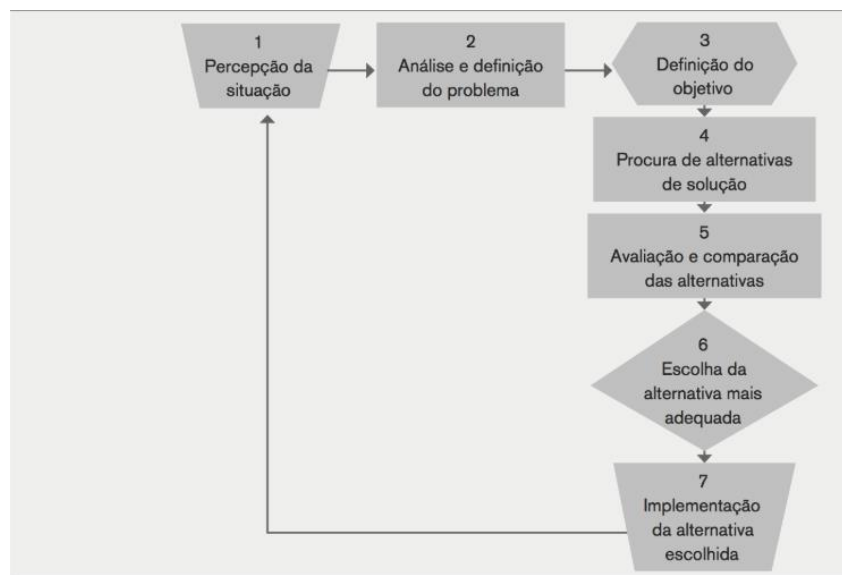 1
Percepção da
situação
2
Análise e definição
do problema
3
Definição do
objetivo
4
Procura de alternativas
de solução
5
Avaliação e comparação
das alternativas
6
Escolha da
alternativa mais
adequada
7
Implementação
da alternativa
escolhida